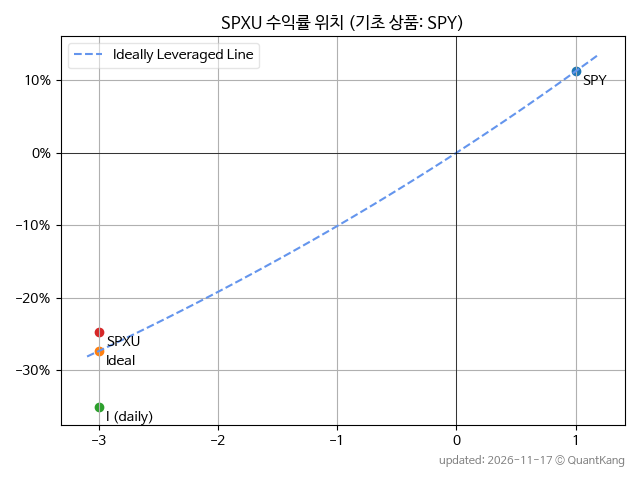 SPXU 수익률 위치 (기초 상품: SPY)
Ideally Leveraged Line
10%
0%
−10%
−20%
−30%
SPY
SPXU
Ideal
I (daily)
−3
−2
−1
0
1
updated: 2026-11-17 © QuantKang